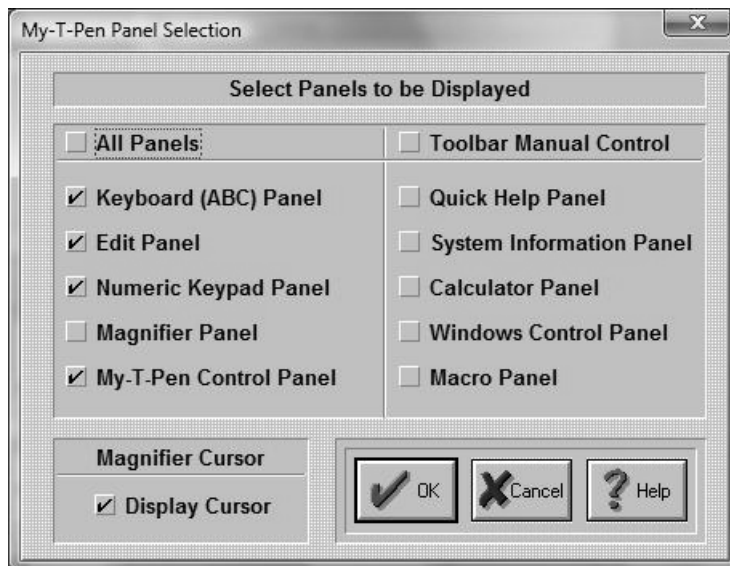 My-T-Pen Panel Selection
Select Panels to be Displayed
All Panels
Toolbar Manual Control
Keyboard (ABC) Panel
Quick Help Panel
Edit Panel
System Information Panel
Numeric Keypad Panel
Calculator Panel
Magnifier Panel
Windows Control Panel
My-T-Pen Control Panel
Macro Panel
Magnifier Cursor
Display Cursor
OK
Cancel
Help